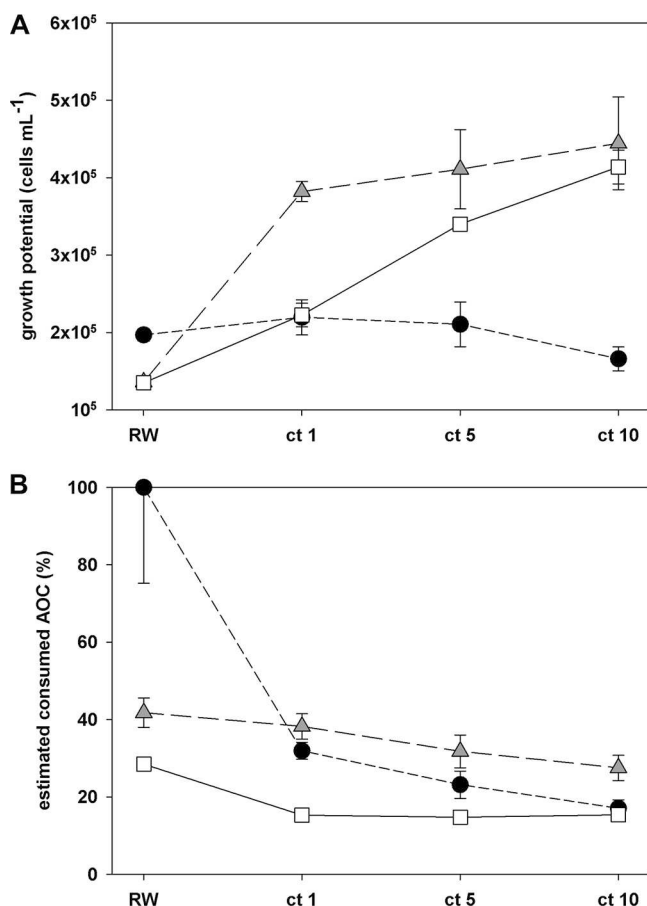 A
growth potential (cells mL⁻¹)
6x10⁵
5x10⁵
4x10⁵
3x10⁵
2x10⁵
10⁵
RW ct 1 ct 5 ct 10
B
estimated consumed AOC (%)
100
80
60
40
20
0
RW ct 1 ct 5 ct 10